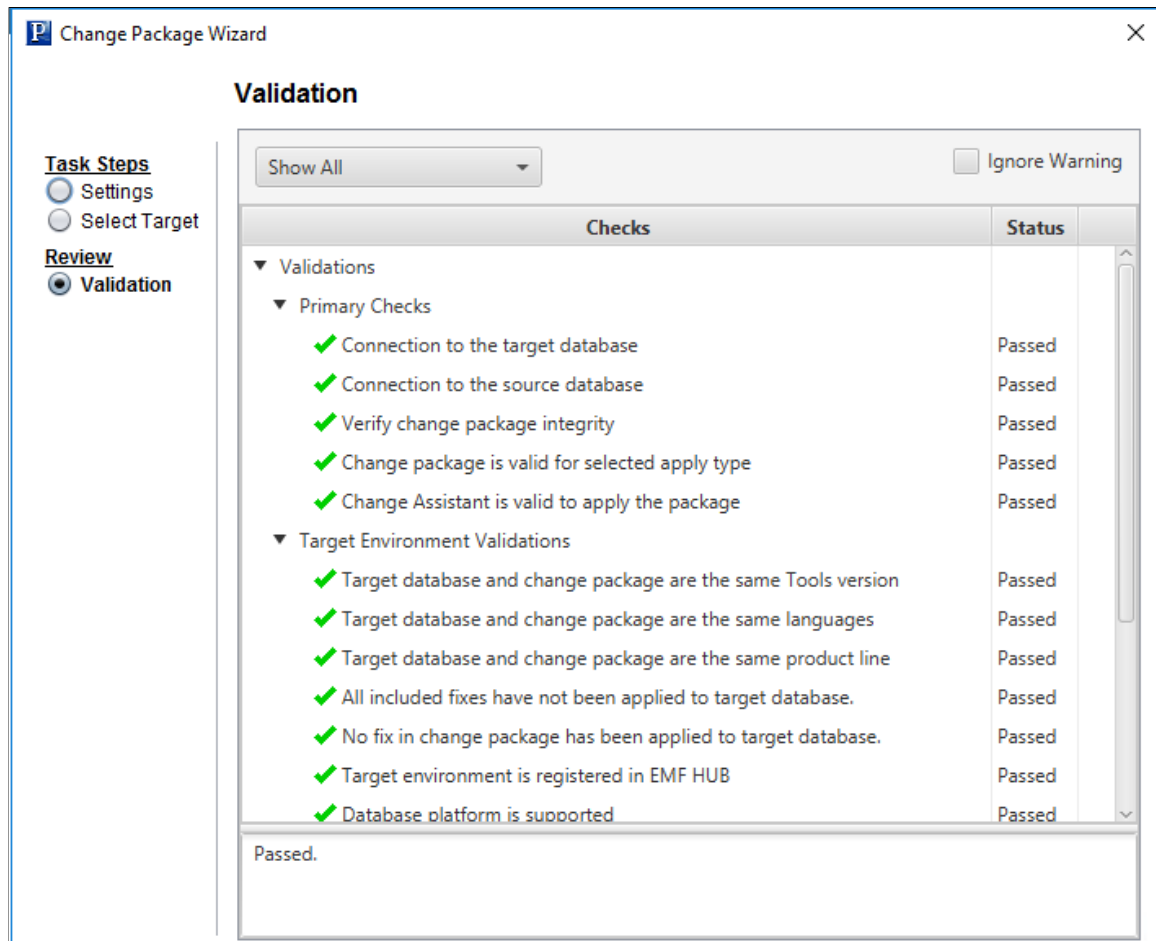 P Change Package Wizard
Validation
Task Steps
Settings
Select Target
Review
Validation
Show All
Ignore Warning
Checks Status
Validations
Primary Checks
Connection to the target database Passed
Connection to the source database Passed
Verify change package integrity Passed
Change package is valid for selected apply type Passed
Change Assistant is valid to apply the package Passed
Target Environment Validations
Target database and change package are the same Tools version Passed
Target database and change package are the same languages Passed
Target database and change package are the same product line Passed
All included fixes have not been applied to target database. Passed
No fix in change package has been applied to target database. Passed
Target environment is registered in EMF HUB Passed
Database platform is supported Passed
Passed.